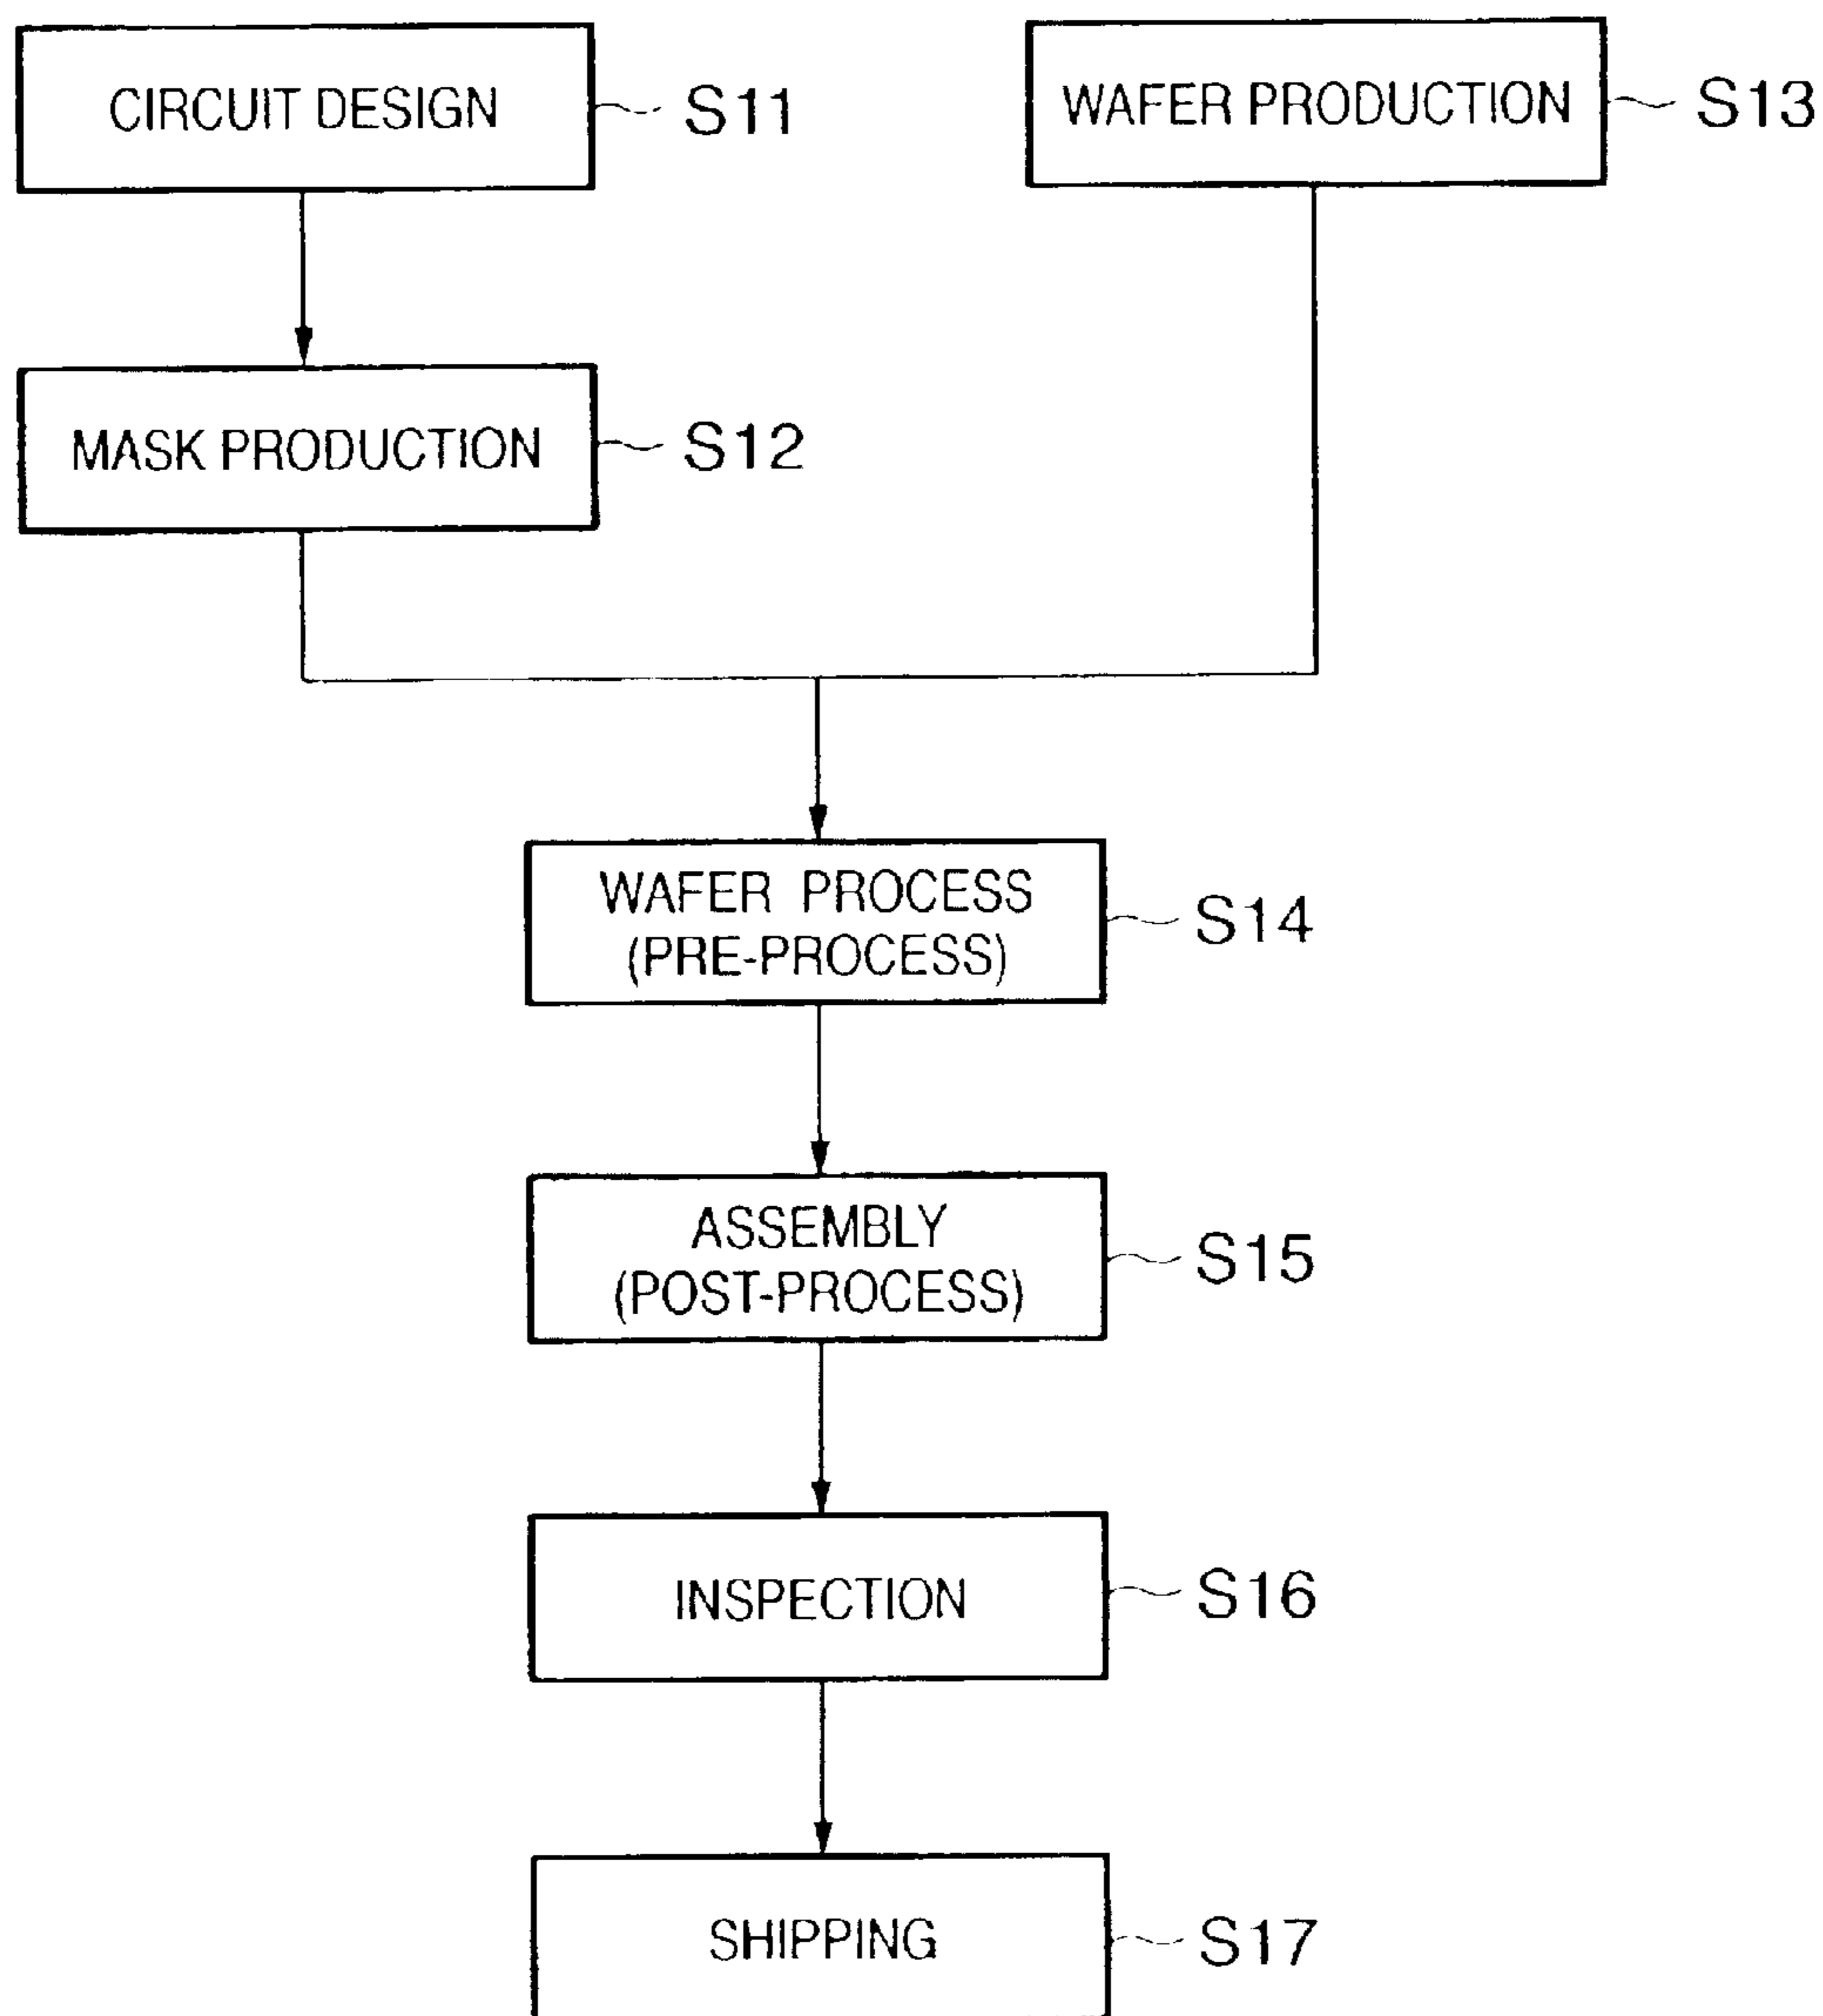 CIRCUIT DESIGN
S11
WAFER PRODUCTION
S13
MASK PRODUCTION
S12
WAFER PROCESS
(PRE-PROCESS)
S14
ASSEMBLY
(POST-PROCESS)
S15
INSPECTION
S16
SHIPPING
S17